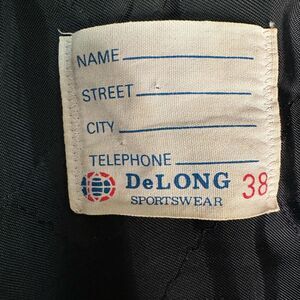 NAME
STREET
CITY
TELEPHONE
DeLONG 38
SPORTSWEAR